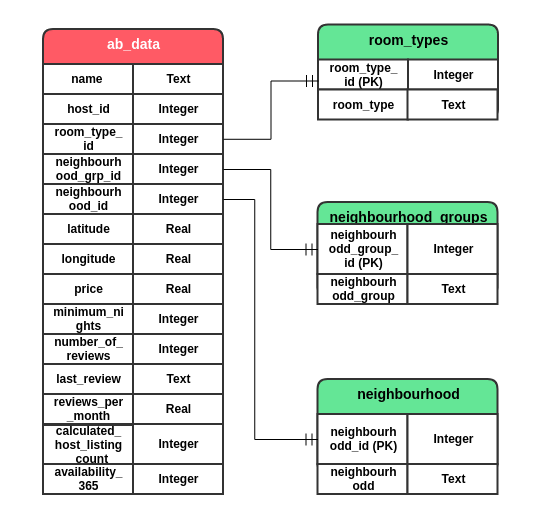 ab_data
name Text
host_id Integer
room_type_
id Integer
neighbourh
ood_grp_id Integer
neighbourh
ood_id Integer
latitude Real
longitude Real
price Real
minimum_ni
ghts Integer
number_of_
reviews Integer
last_review Text
reviews_per
_month Real
calculated_
host_listing
count Integer
availability_
365 Integer
room_types
room_type_
id (PK) Integer
room_type Text
neighbourhood_groups
neighbourh
odd_group_
id (PK) Integer
neighbourh
odd_group Text
neighbourhood
neighbourh
odd_id (PK) Integer
neighbourh
odd Text